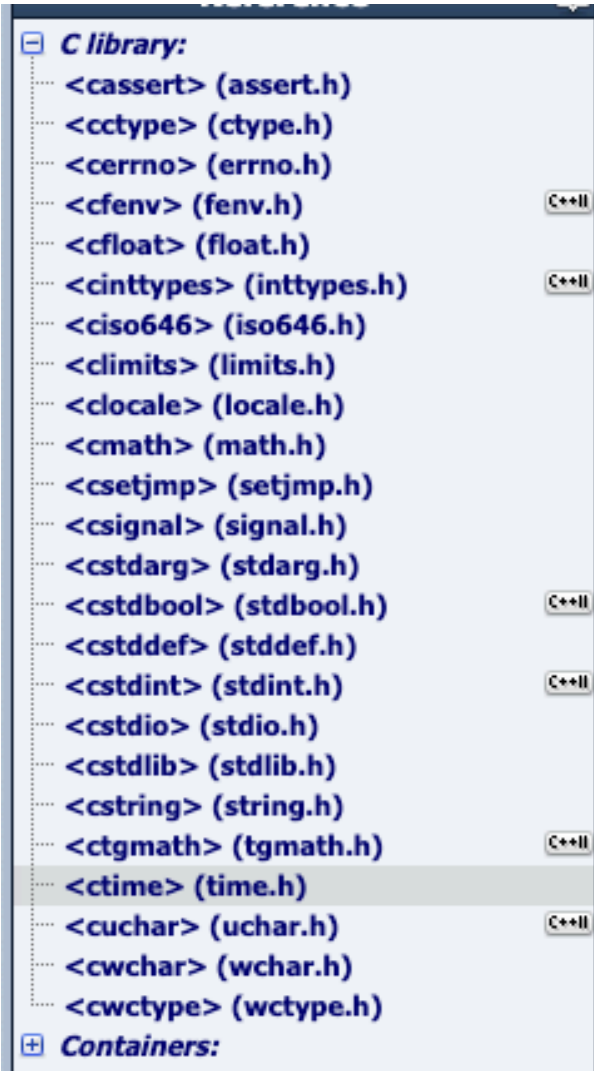 C library:
<cassert> (assert.h)
<cctype> (ctype.h)
<cerrno> (errno.h)
<cfenv> (fenv.h) C++11
<cfloat> (float.h)
<cinttypes> (inttypes.h) C++11
<ciso646> (iso646.h)
<climits> (limits.h)
<clocale> (locale.h)
<cmath> (math.h)
<csetjmp> (setjmp.h)
<csignal> (signal.h)
<cstdarg> (stdarg.h)
<cstdbool> (stdbool.h) C++11
<cstddef> (stddef.h)
<cstdint> (stdint.h) C++11
<cstdio> (stdio.h)
<cstdlib> (stdlib.h)
<cstring> (string.h)
<ctgmath> (tgmath.h) C++11
<ctime> (time.h)
<cuchar> (uchar.h) C++11
<cwchar> (wchar.h)
<cwctype> (wctype.h)
Containers: